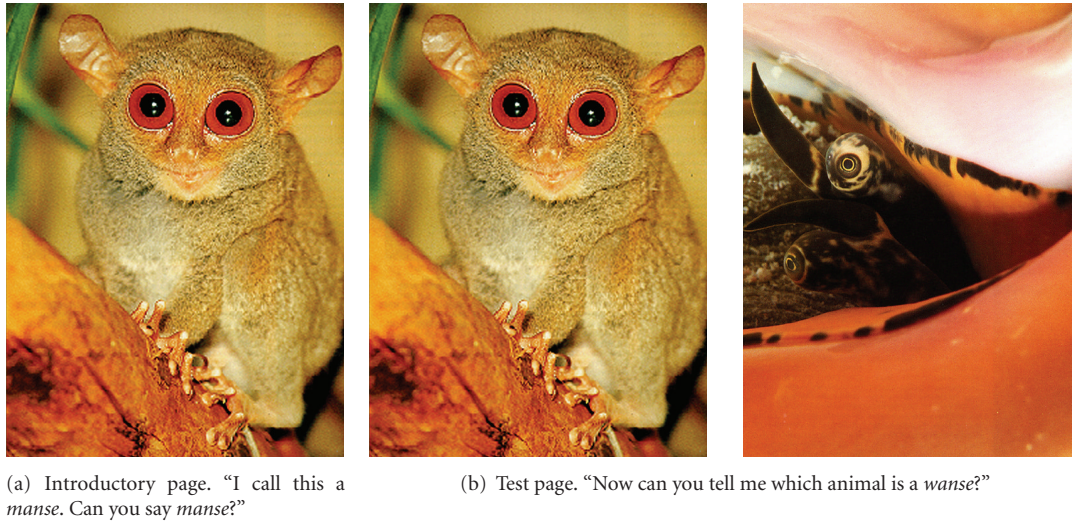 (a) Introductory page. “I call this a
manse. Can you say manse?”
(b) Test page. “Now can you tell me which animal is a wanse?”